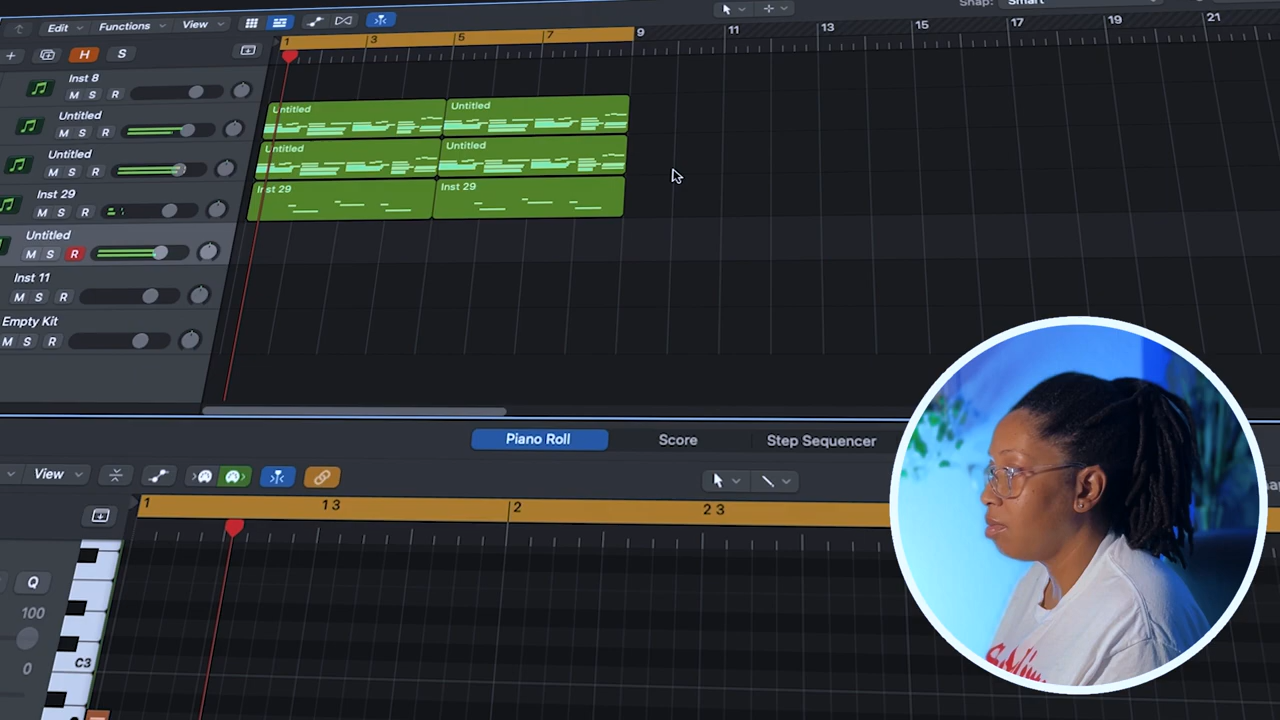 Snap: Smart
Edit Functions View
H S
1 3 5 7 9 11 13 15 17 19 21
Inst 8
M S R
Untitled
M S R
Untitled
M S R
Inst 29
M S R
Untitled
M S R
Inst 11
M S R
Empty Kit
M S R
Untitled Untitled
Untitled Untitled
Inst 29 Inst 29
Piano Roll Score Step Sequencer
View
1 1 3 2 2 3
Q
100
0
C3